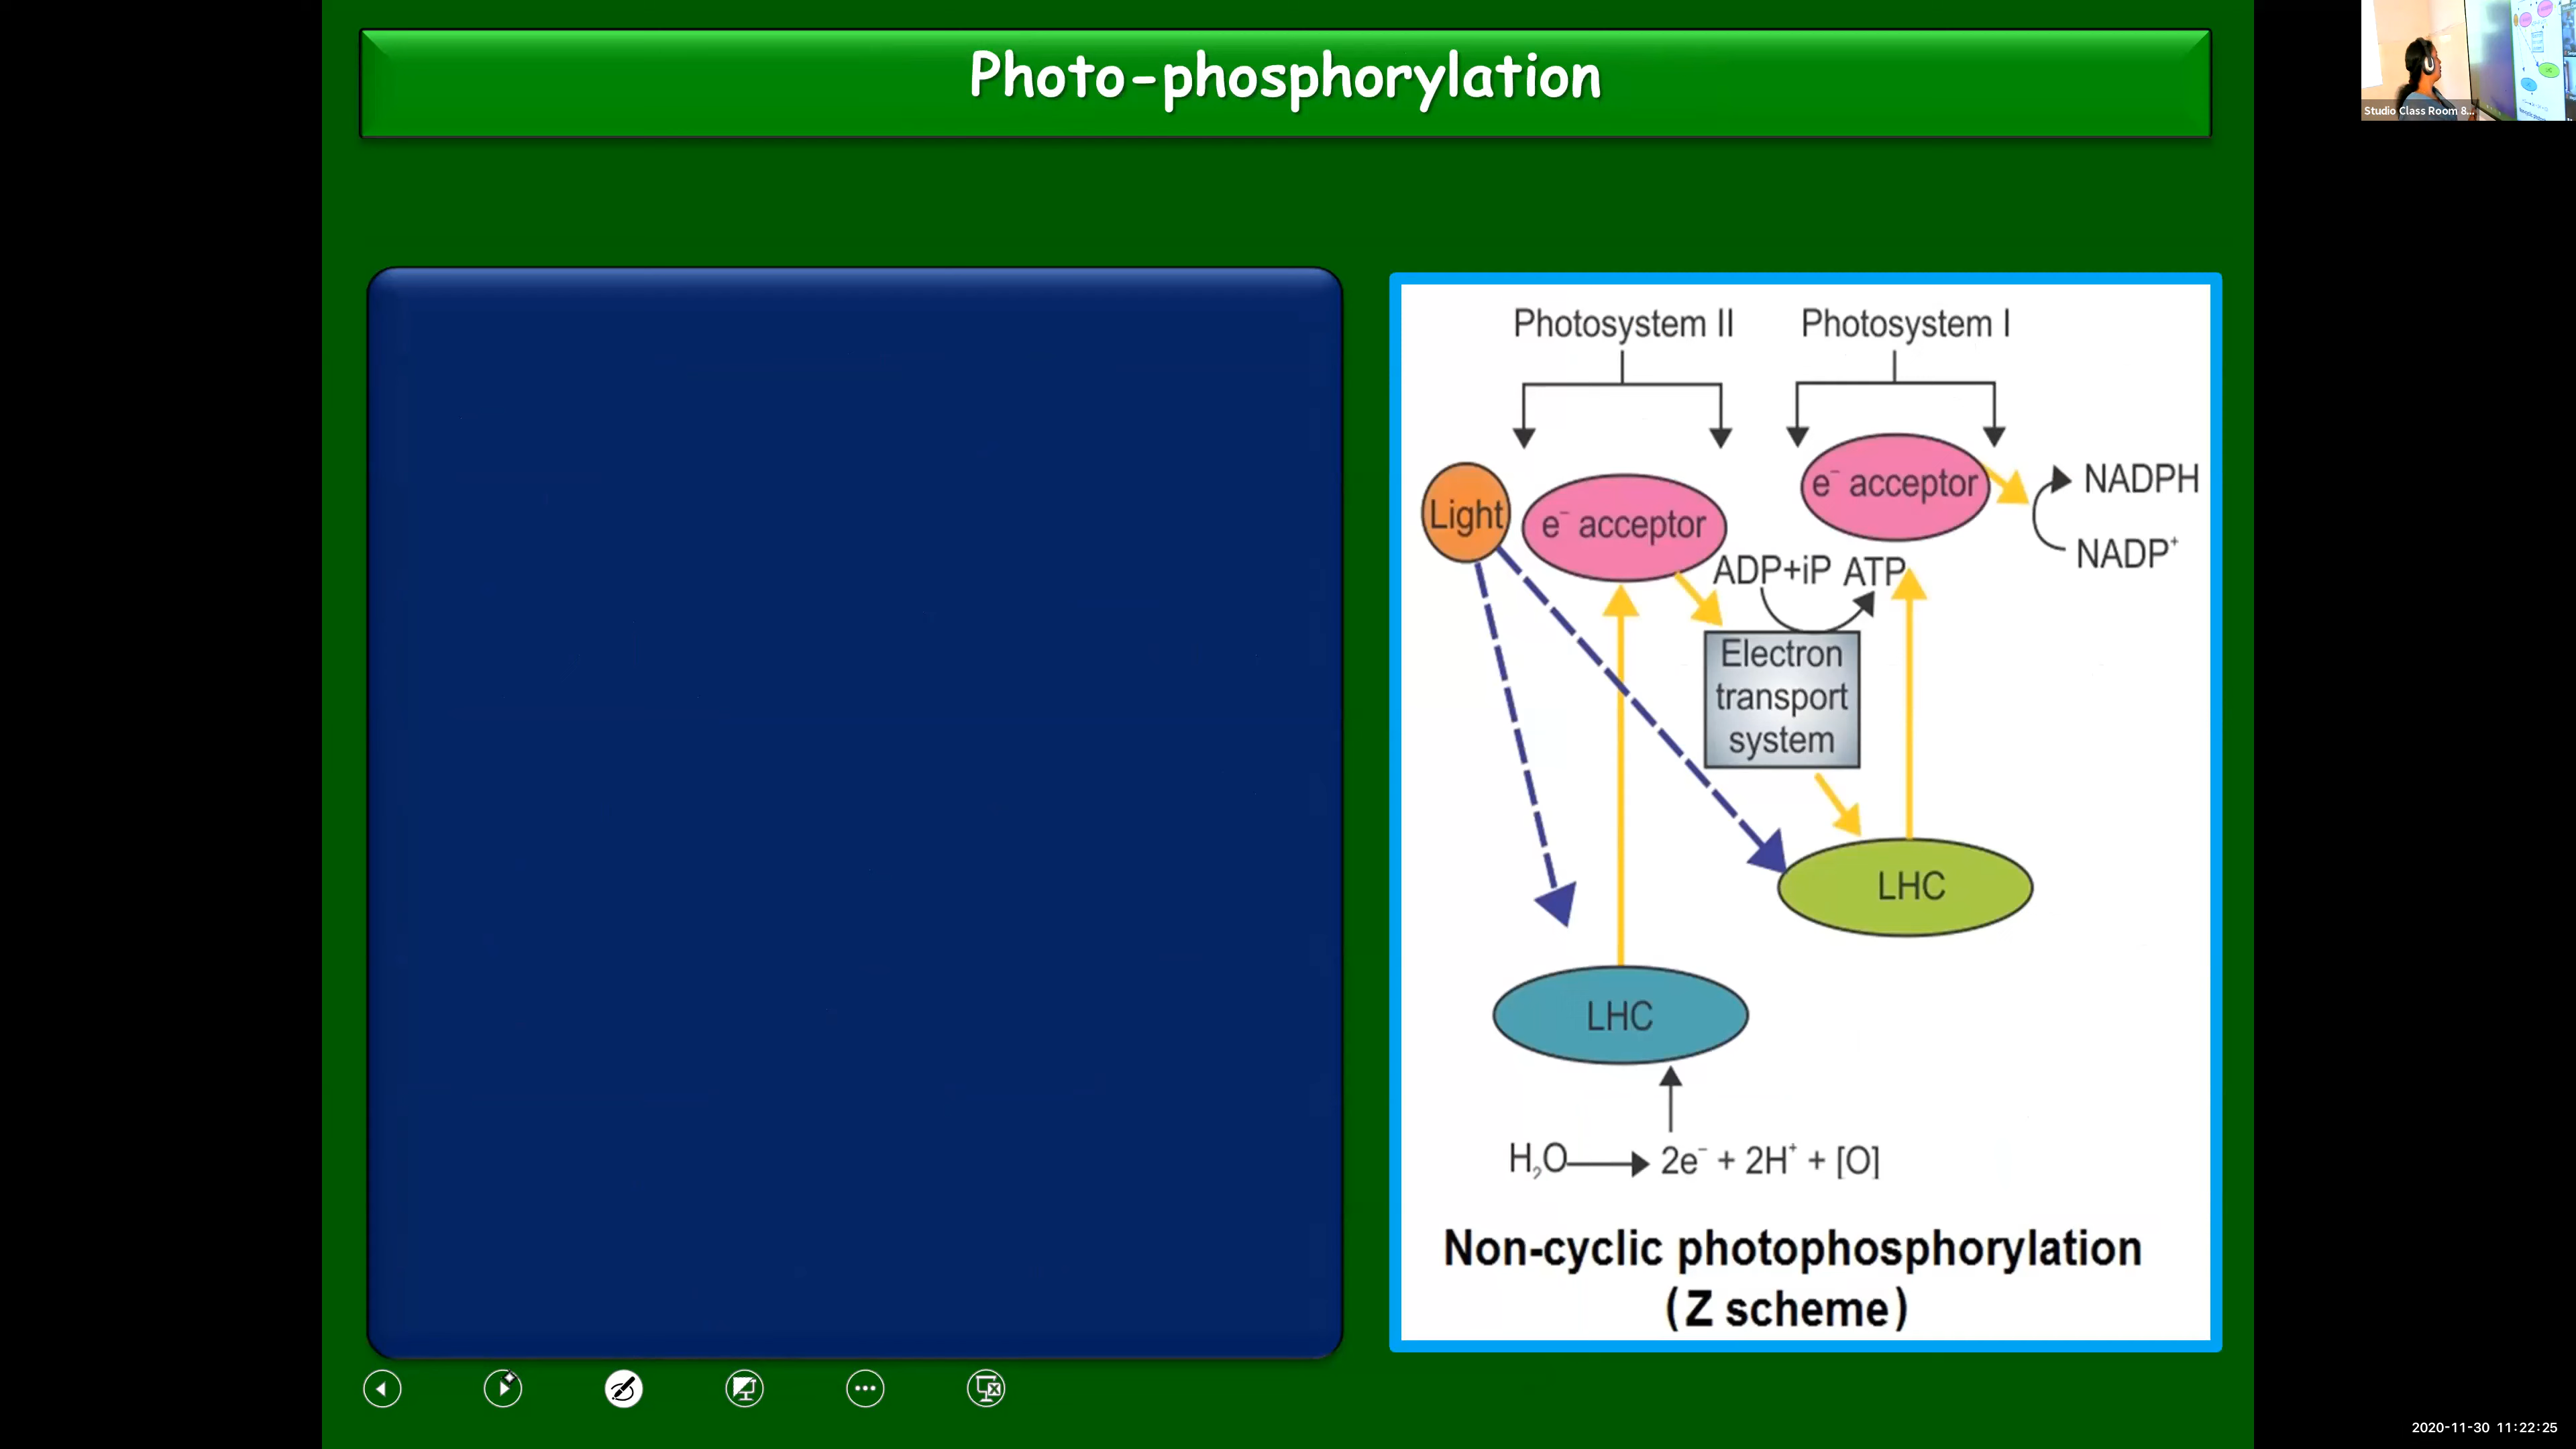 Photo-phosphorylation
Studio Class Room 8...
Photosystem II
Photosystem I
Light
e⁻ acceptor
e⁻ acceptor
NADPH
NADP⁺
ADP+iP ATP
Electron
transport
system
LHC
LHC
H₂O → 2e⁻ + 2H⁺ + [O]
Non-cyclic photophosphorylation
(Z scheme)
2020-11-30 11:22:25